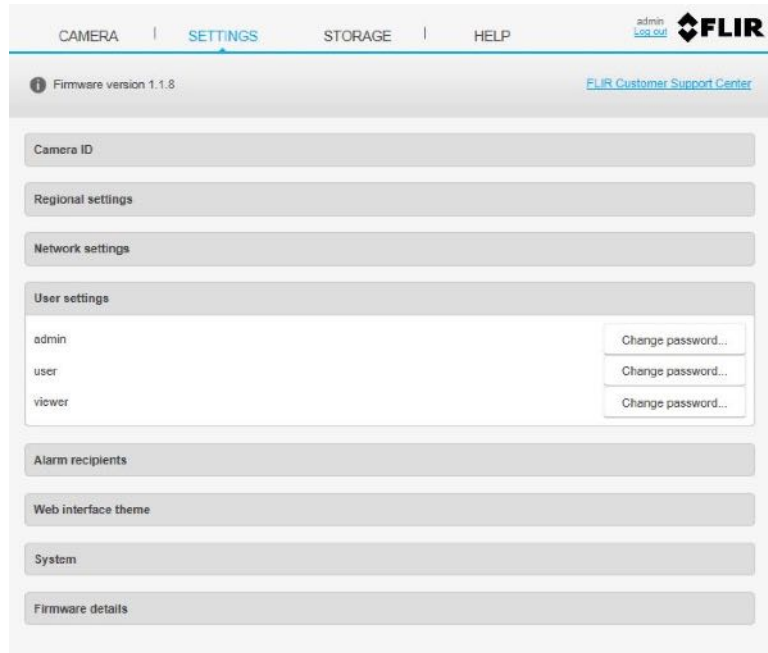 CAMERA | SETTINGS STORAGE | HELP admin
Log out FLIR
Firmware version 1.1.8 FLIR Customer Support Center
Camera ID
Regional settings
Network settings
User settings
admin Change password...
user Change password...
viewer Change password...
Alarm recipients
Web interface theme
System
Firmware details